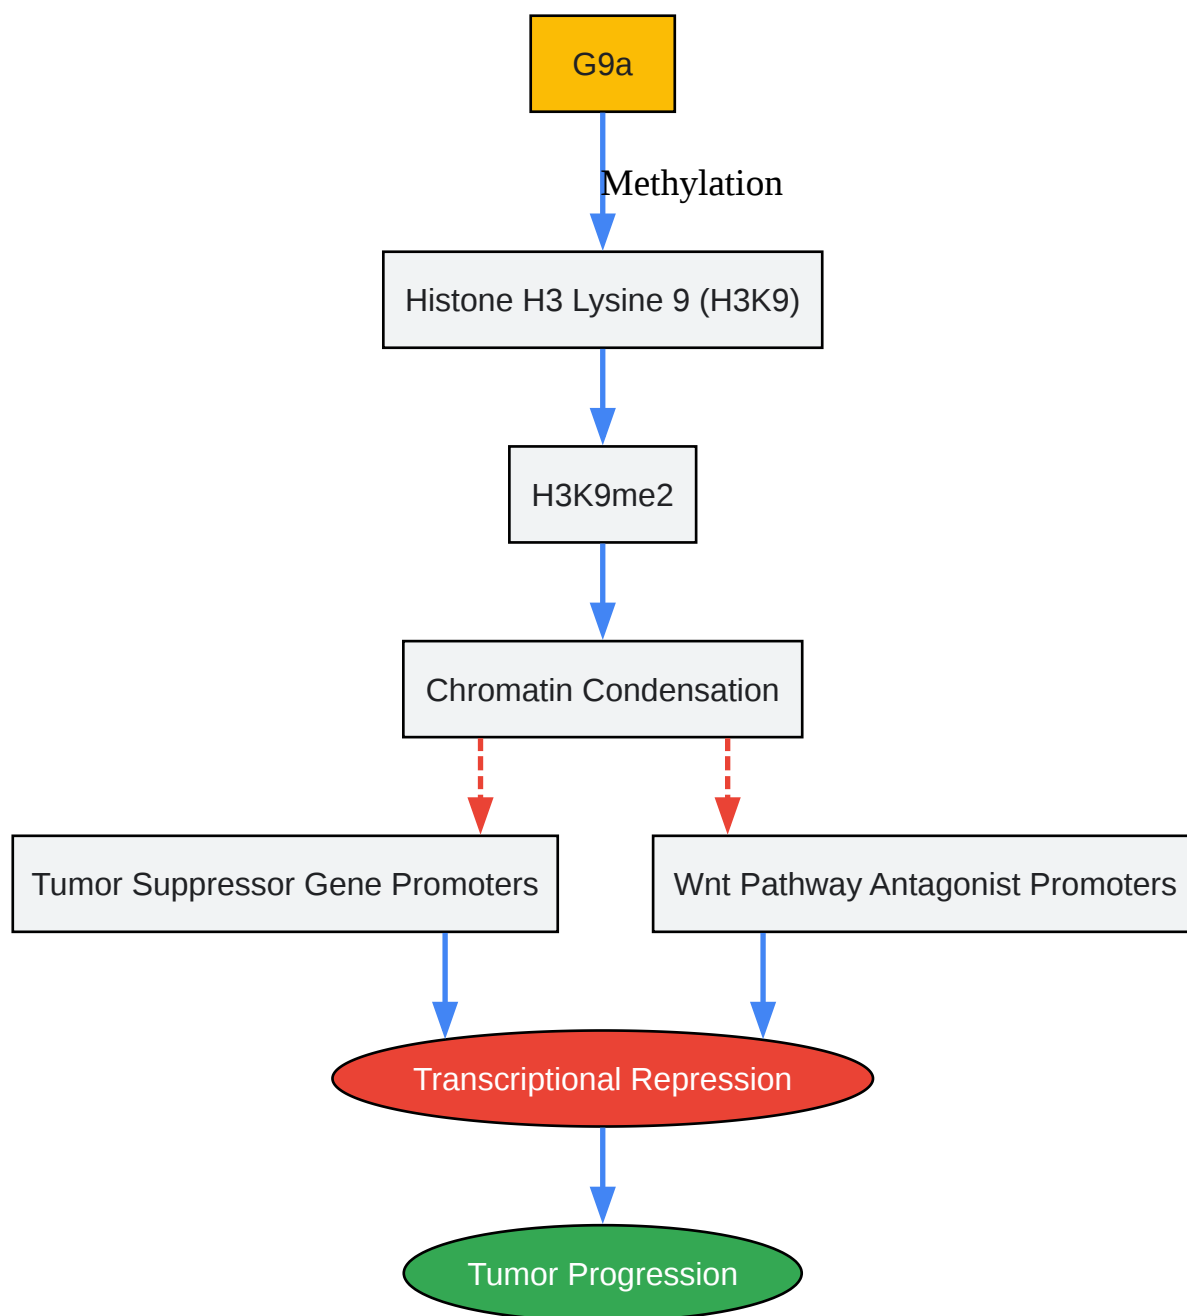 G9a
Methylation
Histone H3 Lysine 9 (H3K9)
H3K9me2
Chromatin Condensation
Tumor Suppressor Gene Promoters
Wnt Pathway Antagonist Promoters
Transcriptional Repression
Tumor Progression